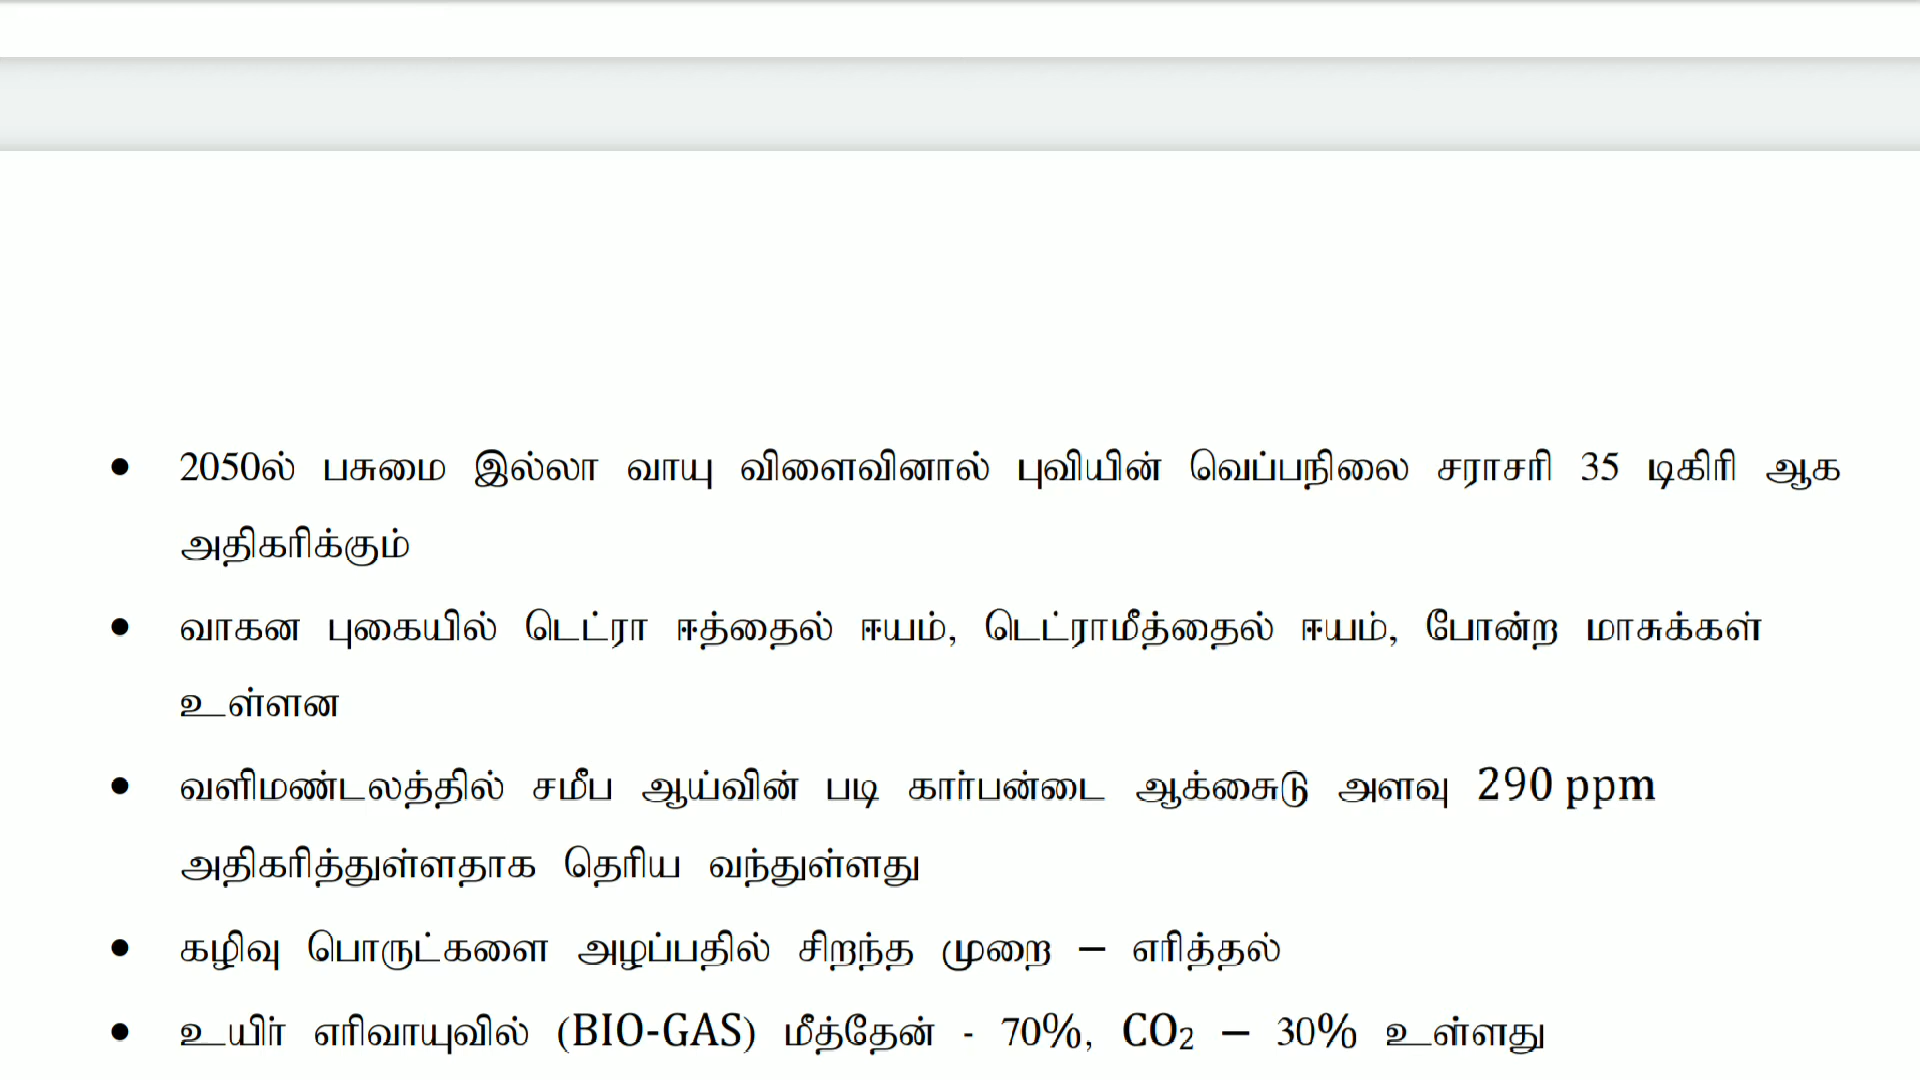 ● 2050ல் பசுமை இல்லா வாயு விளைவினால் புவியின் வெப்பநிலை சராசரி 35 டிகிரி ஆக
அதிகரிக்கும்
● வாகன புகையில் டெட்ரா ஈத்தைல் ஈயம், டெட்ராமீத்தைல் ஈயம், போன்ற மாசுக்கள்
உள்ளன
● வளிமண்டலத்தில் சமீப ஆய்வின் படி கார்பன்டை ஆக்சைடு அளவு 290 ppm
அதிகரித்துள்ளதாக தெரிய வந்துள்ளது
● கழிவு பொருட்களை அழப்பதில் சிறந்த முறை – எரித்தல்
● உயிர் எரிவாயுவில் (BIO-GAS) மீத்தேன் - 70%, CO₂ – 30% உள்ளது